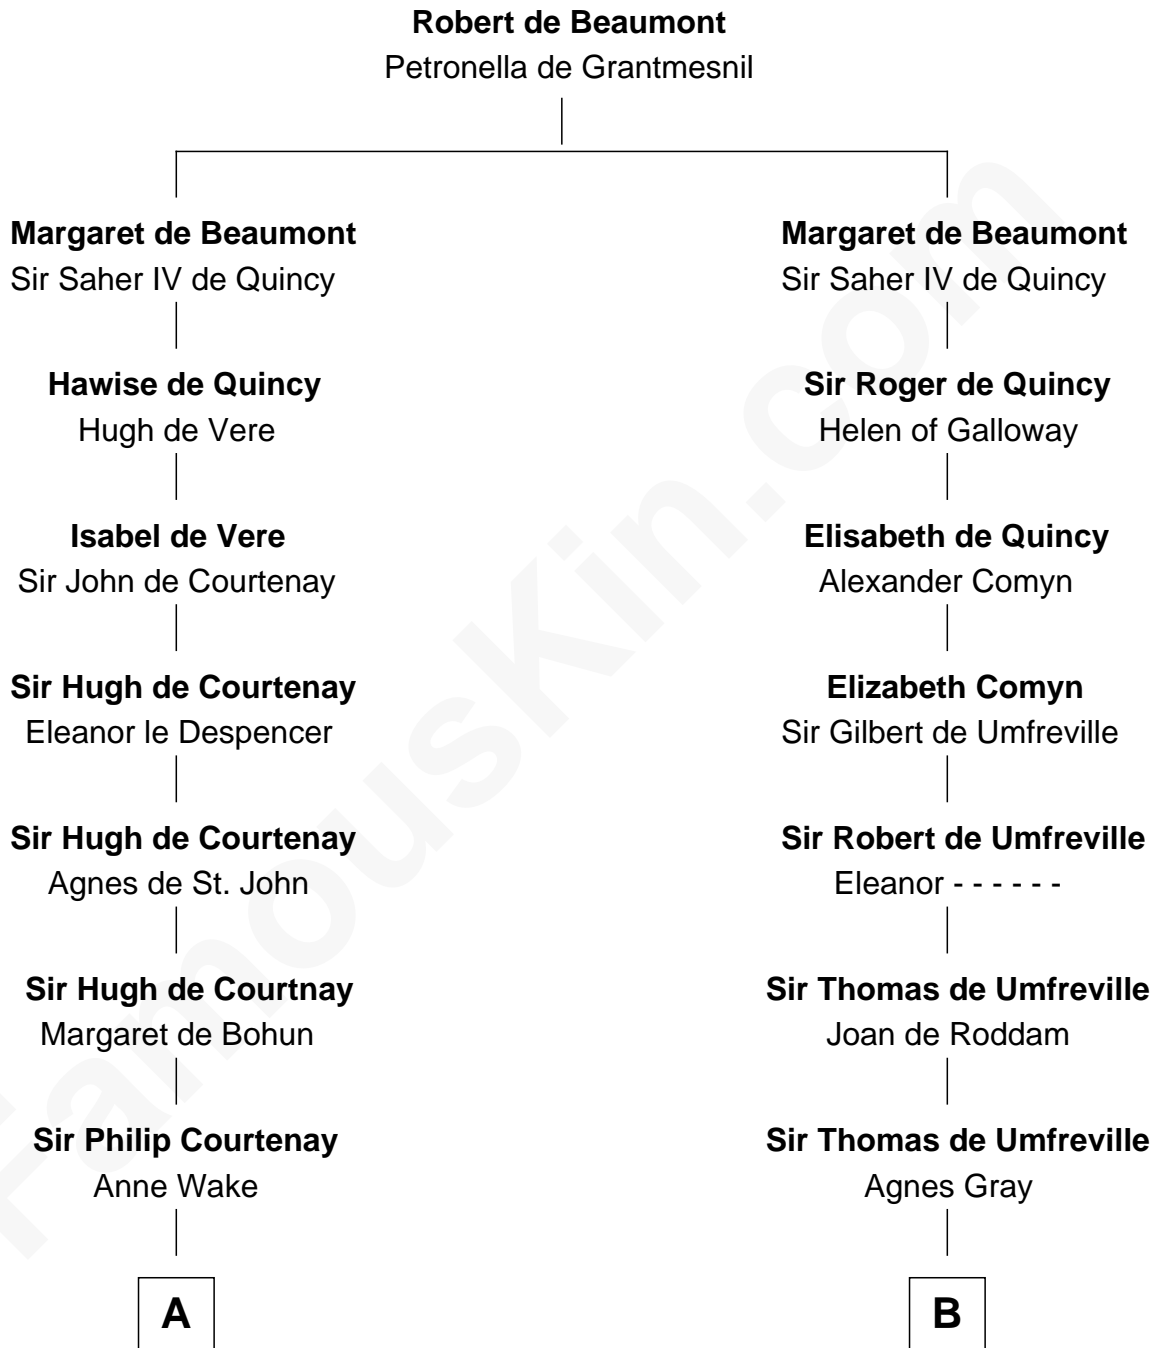 Robert de Beaumont
Petronella de Grantmesnil
Margaret de Beaumont
Sir Saher IV de Quincy
Hawise de Quincy
Hugh de Vere
Isabel de Vere
Sir John de Courtenay
Sir Hugh de Courtenay
Eleanor le Despencer
Sir Hugh de Courtenay
Agnes de St. John
Sir Hugh de Courtnay
Margaret de Bohun
Sir Philip Courtenay
Anne Wake
A
Margaret de Beaumont
Sir Saher IV de Quincy
Sir Roger de Quincy
Helen of Galloway
Elisabeth de Quincy
Alexander Comyn
Elizabeth Comyn
Sir Gilbert de Umfreville
Sir Robert de Umfreville
Eleanor - - - - - -
Sir Thomas de Umfreville
Joan de Roddam
Sir Thomas de Umfreville
Agnes Gray
B
FamousKin.com